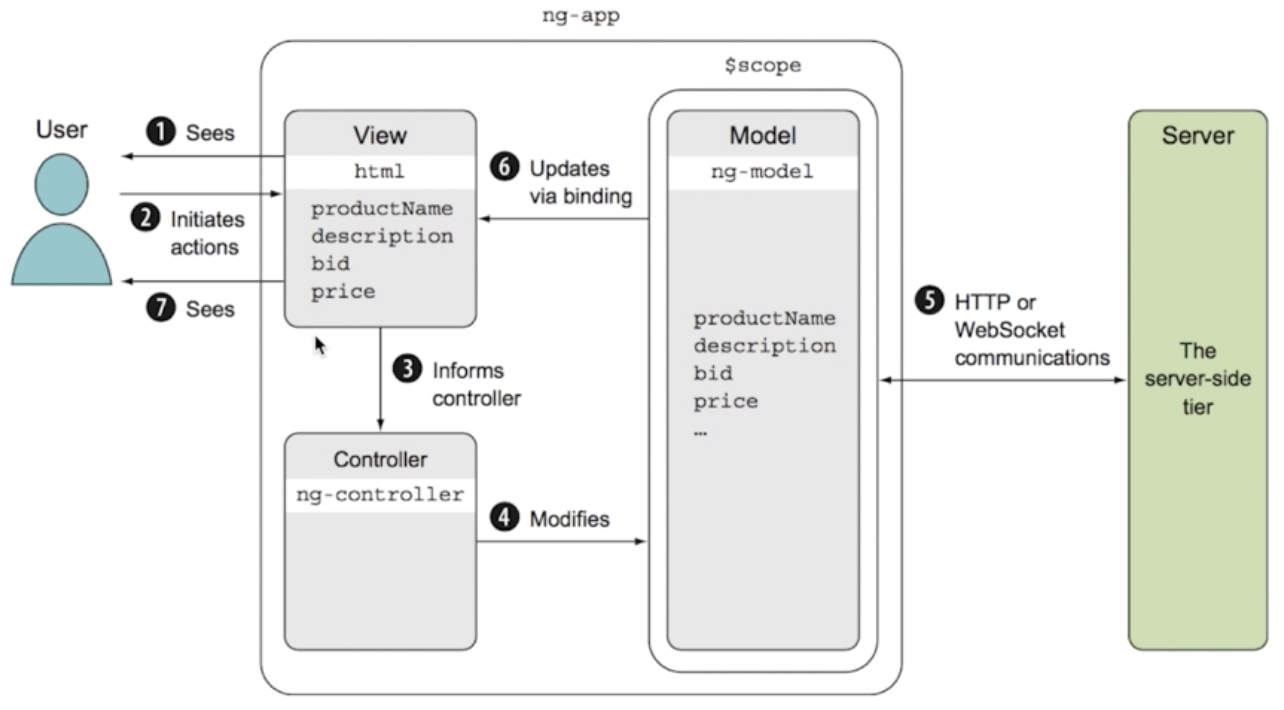 ng-app
$scope
User
1 Sees
2 Initiates
actions
7 Sees
View
html
productName
description
bid
price
3 Informs
controller
Controller
ng-controller
4 Modifies
6 Updates
via binding
Model
ng-model
productName
description
bid
price
…
5 HTTP or
WebSocket
communications
Server
The
server-side
tier